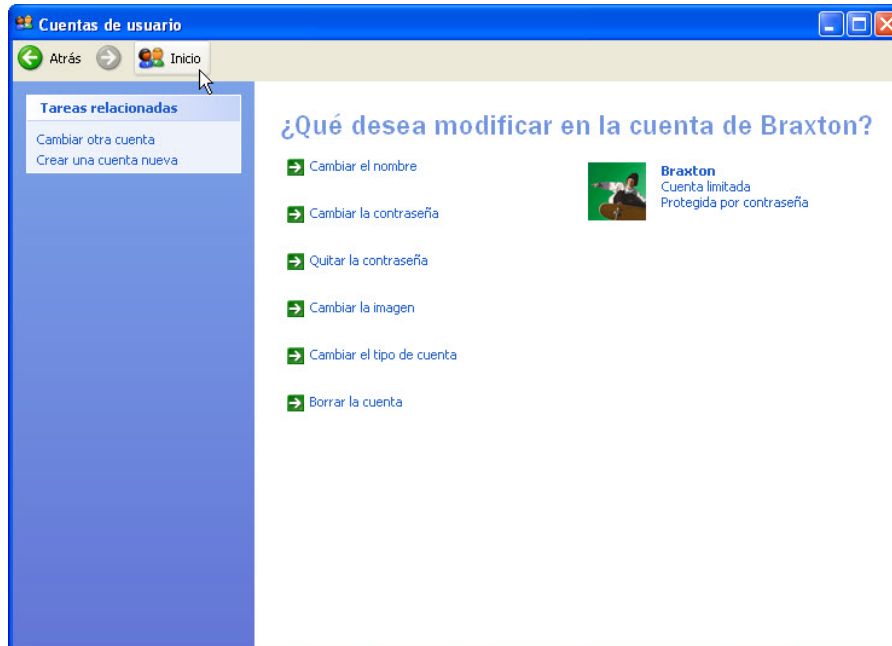 Cuentas de usuario
Atrás Inicio
Tareas relacionadas
Cambiar otra cuenta
Crear una cuenta nueva
¿Qué desea modificar en la cuenta de Braxton?
Cambiar el nombre
Cambiar la contraseña
Quitar la contraseña
Cambiar la imagen
Cambiar el tipo de cuenta
Borrar la cuenta
Braxton
Cuenta limitada
Protegida por contraseña